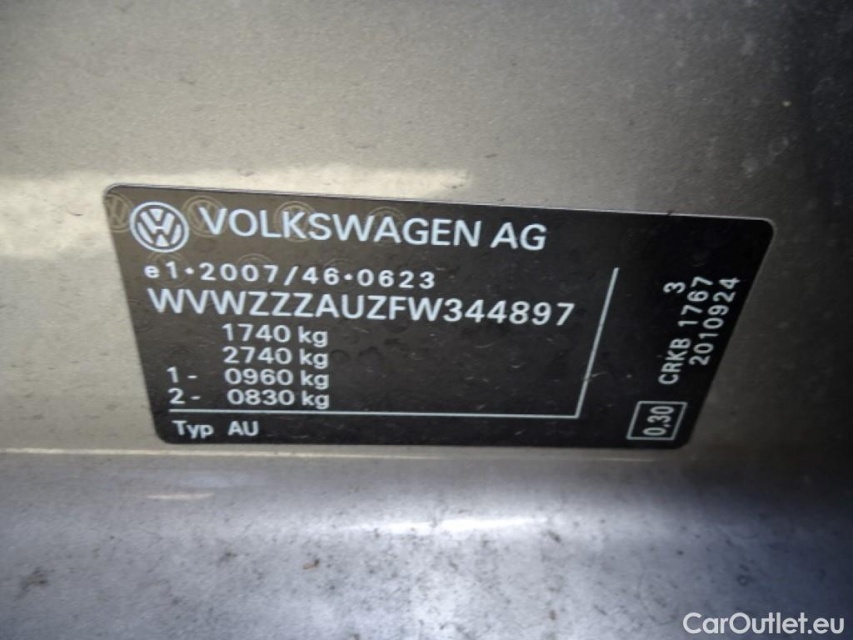 VOLKSWAGEN AG
e1*2007/46*0623
WVWZZZAUZFW344897
1740 kg
2740 kg
1- 0960 kg
2- 0830 kg
Typ AU
3
CRKB 1767
2010924
0.30
CarOutlet.eu